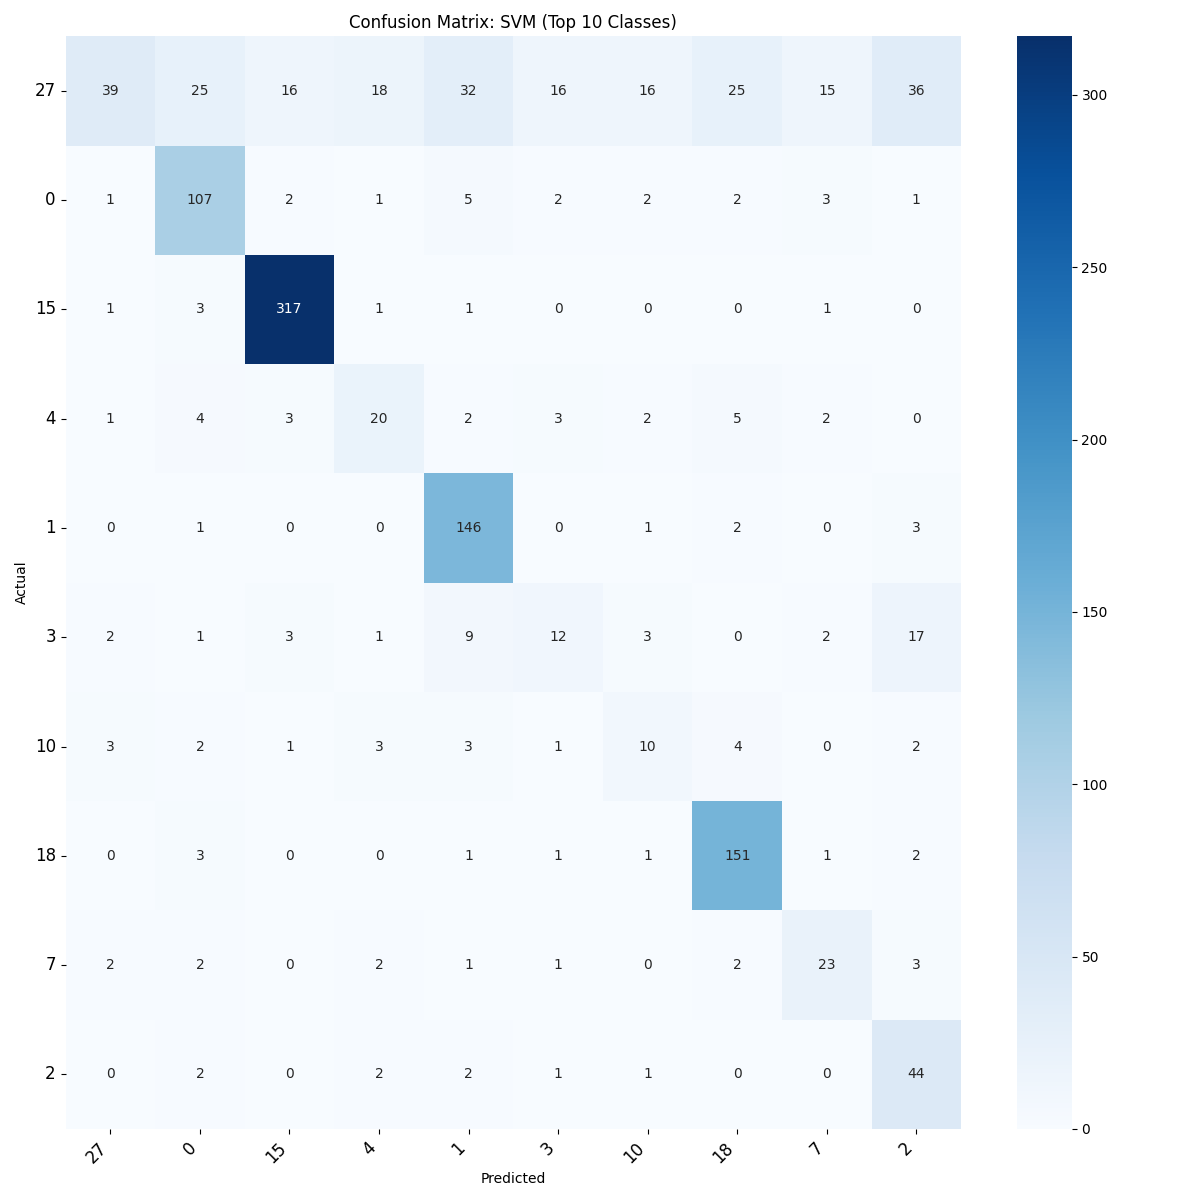 Confusion Matrix: SVM (Top 10 Classes)
27 39 25 16 18 32 16 16 25 15 36
0 1 107 2 1 5 2 2 2 3 1
15 1 3 317 1 1 0 0 0 1 0
4 1 4 3 20 2 3 2 5 2 0
1 0 1 0 0 146 0 1 2 0 3
3 2 1 3 1 9 12 3 0 2 17
10 3 2 1 3 3 1 10 4 0 2
18 0 3 0 0 1 1 1 151 1 2
7 2 2 0 2 1 1 0 2 23 3
2 0 2 0 2 2 1 1 0 0 44
27 0 15 4 1 3 10 18 7 2
Predicted
Actual
300
250
200
150
100
50
0